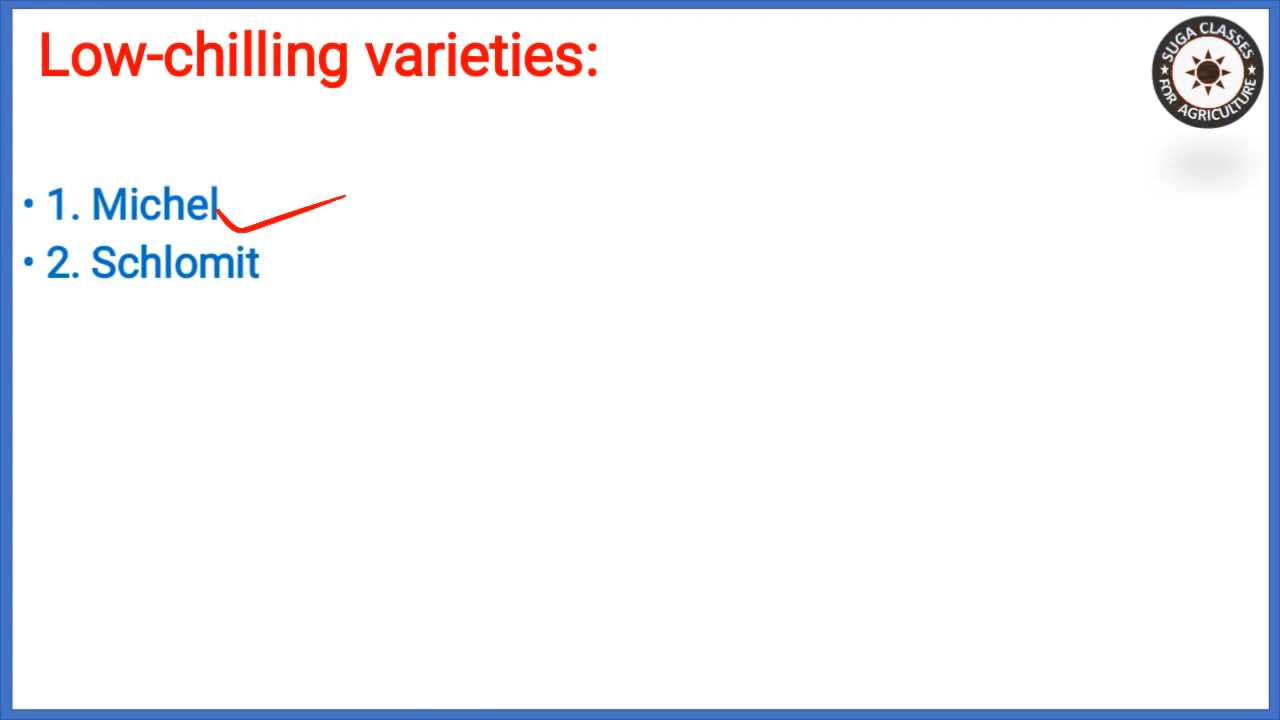 Low-chilling varieties:
SUGA CLASSES
FOR AGRICULTURE
• 1. Michel
• 2. Schlomit